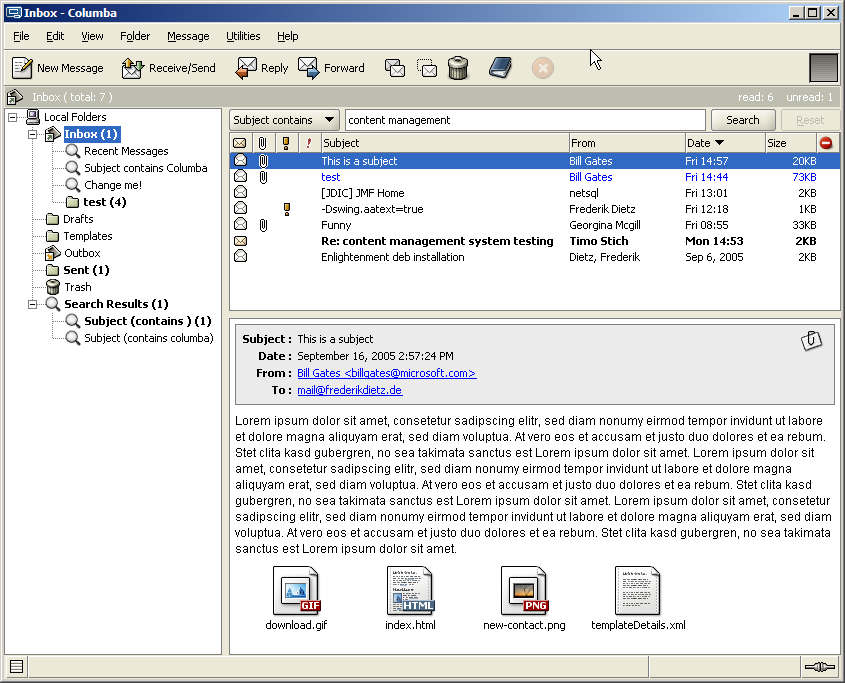 Inbox - Columba
File Edit View Folder Message Utilities Help
New Message Receive/Send Reply Forward
Inbox ( total: 7 ) read: 6 unread: 1
Local Folders
Inbox (1)
Recent Messages
Subject contains Columba
Change me!
test (4)
Drafts
Templates
Outbox
Sent (1)
Trash
Search Results (1)
Subject (contains ) (1)
Subject (contains columba)
Subject contains content management Search Reset
! Subject From Date Size
This is a subject Bill Gates Fri 14:57 20KB
test Bill Gates Fri 14:44 73KB
[JDIC] JMF Home netsql Fri 13:01 2KB
-Dswing.aatext=true Frederik Dietz Fri 12:18 1KB
Funny Georgina Mcgill Fri 08:55 33KB
Re: content management system testing Timo Stich Mon 14:53 2KB
Enlightenment deb installation Dietz, Frederik Sep 6, 2005 2KB
Subject : This is a subject
Date : September 16, 2005 2:57:24 PM
From : Bill Gates <billgates@microsoft.com>
To : mail@frederikdietz.de
Lorem ipsum dolor sit amet, consetetur sadipscing elitr, sed diam nonumy eirmod tempor invidunt ut labore
et dolore magna aliquyam erat, sed diam voluptua. At vero eos et accusam et justo duo dolores et ea rebum.
Stet clita kasd gubergren, no sea takimata sanctus est Lorem ipsum dolor sit amet. Lorem ipsum dolor sit
amet, consetetur sadipscing elitr, sed diam nonumy eirmod tempor invidunt ut labore et dolore magna
aliquyam erat, sed diam voluptua. At vero eos et accusam et justo duo dolores et ea rebum. Stet clita kasd
gubergren, no sea takimata sanctus est Lorem ipsum dolor sit amet. Lorem ipsum dolor sit amet, consetetur
sadipscing elitr, sed diam nonumy eirmod tempor invidunt ut labore et dolore magna aliquyam erat, sed diam
voluptua. At vero eos et accusam et justo duo dolores et ea rebum. Stet clita kasd gubergren, no sea takimata
sanctus est Lorem ipsum dolor sit amet.
GIF HTML PNG
download.gif index.html new-contact.png templateDetails.xml